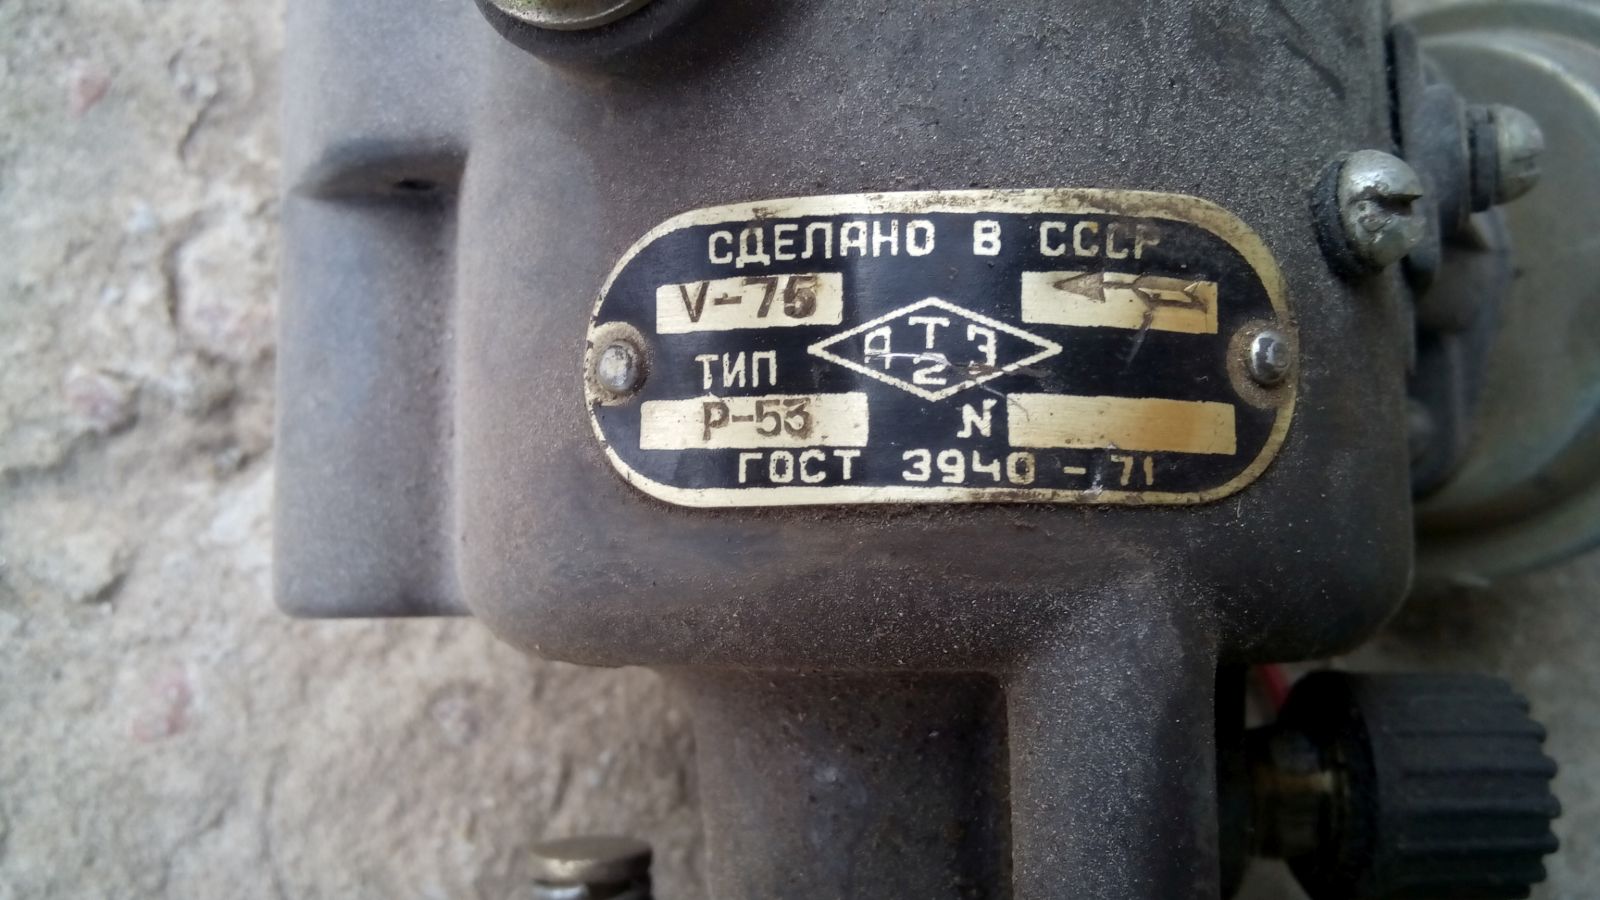 СДЕЛАНО В СССР
V-75
АТЭ
2
ТИП
Р-53
N
ГОСТ 3940-71